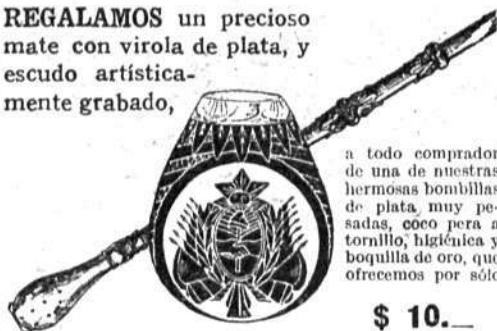 REGALAMOS un precioso
mate con virola de plata, y
escudo artística-
mente grabado,
a todo comprador
de una de nuestras
hermosas bombillas
de plata, muy pe-
sadas, coco pera a
tornillo, higiénica y
boquilla de oro, que
ofrecemos por sólo
$ 10.—